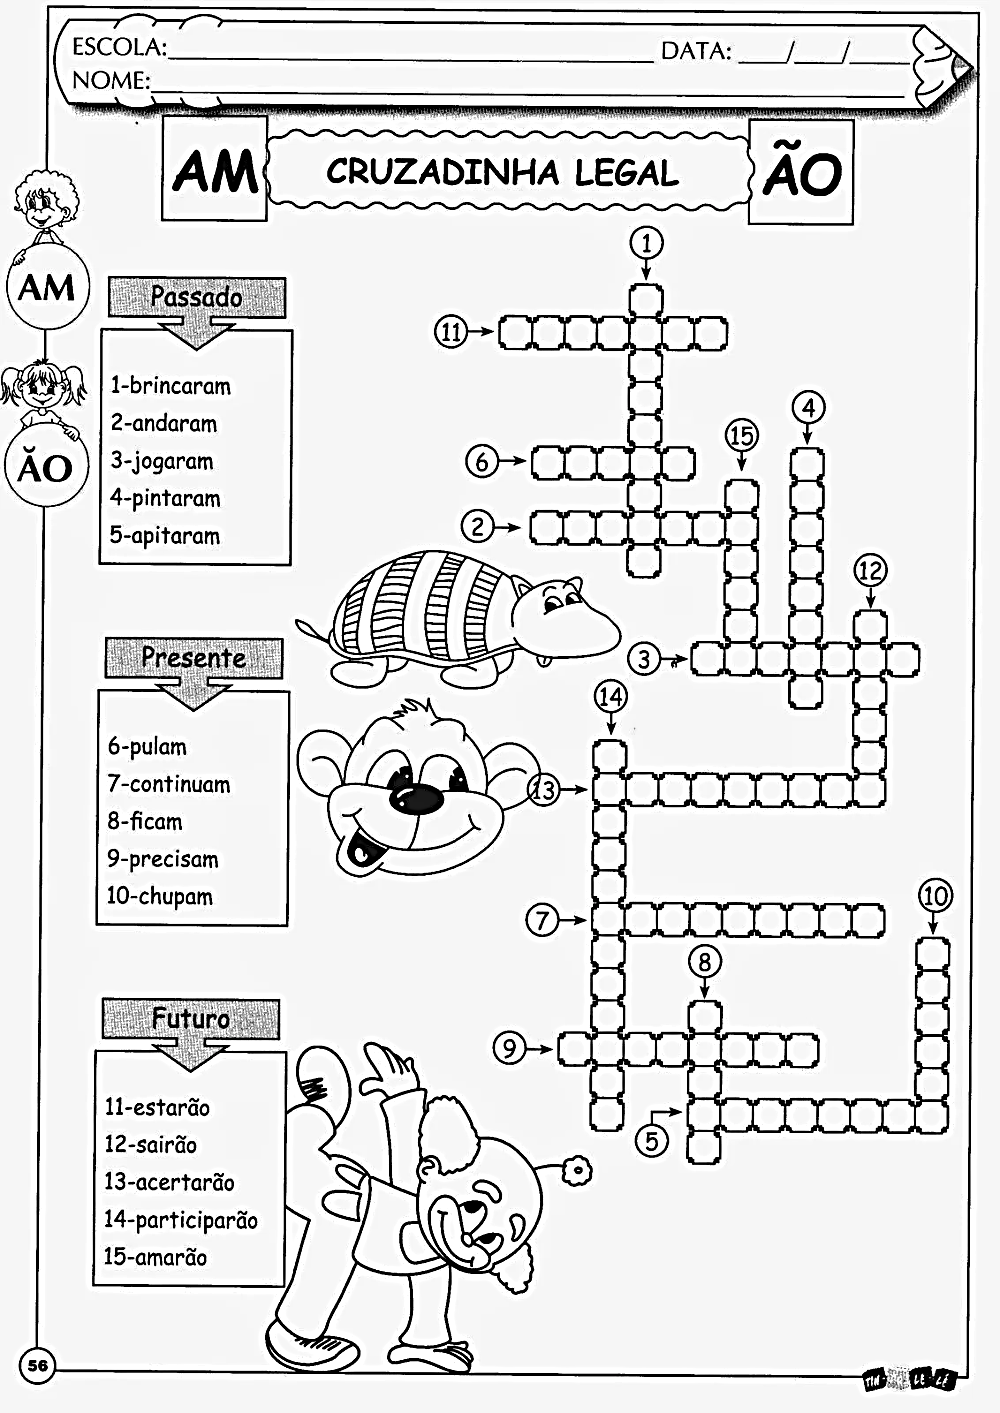 ESCOLA: DATA: / /
NOME:
AM CRUZADINHA LEGAL ÃO
AM
ÃO
Passado
1-brincaram
2-andaram
3-jogaram
4-pintaram
5-apitaram
Presente
6-pulam
7-continuam
8-ficam
9-precisam
10-chupam
Futuro
11-estarão
12-sairão
13-acertarão
14-participarão
15-amarão
1
11
4
15
6
2
12
3
14
13
10
7
8
9
5
56